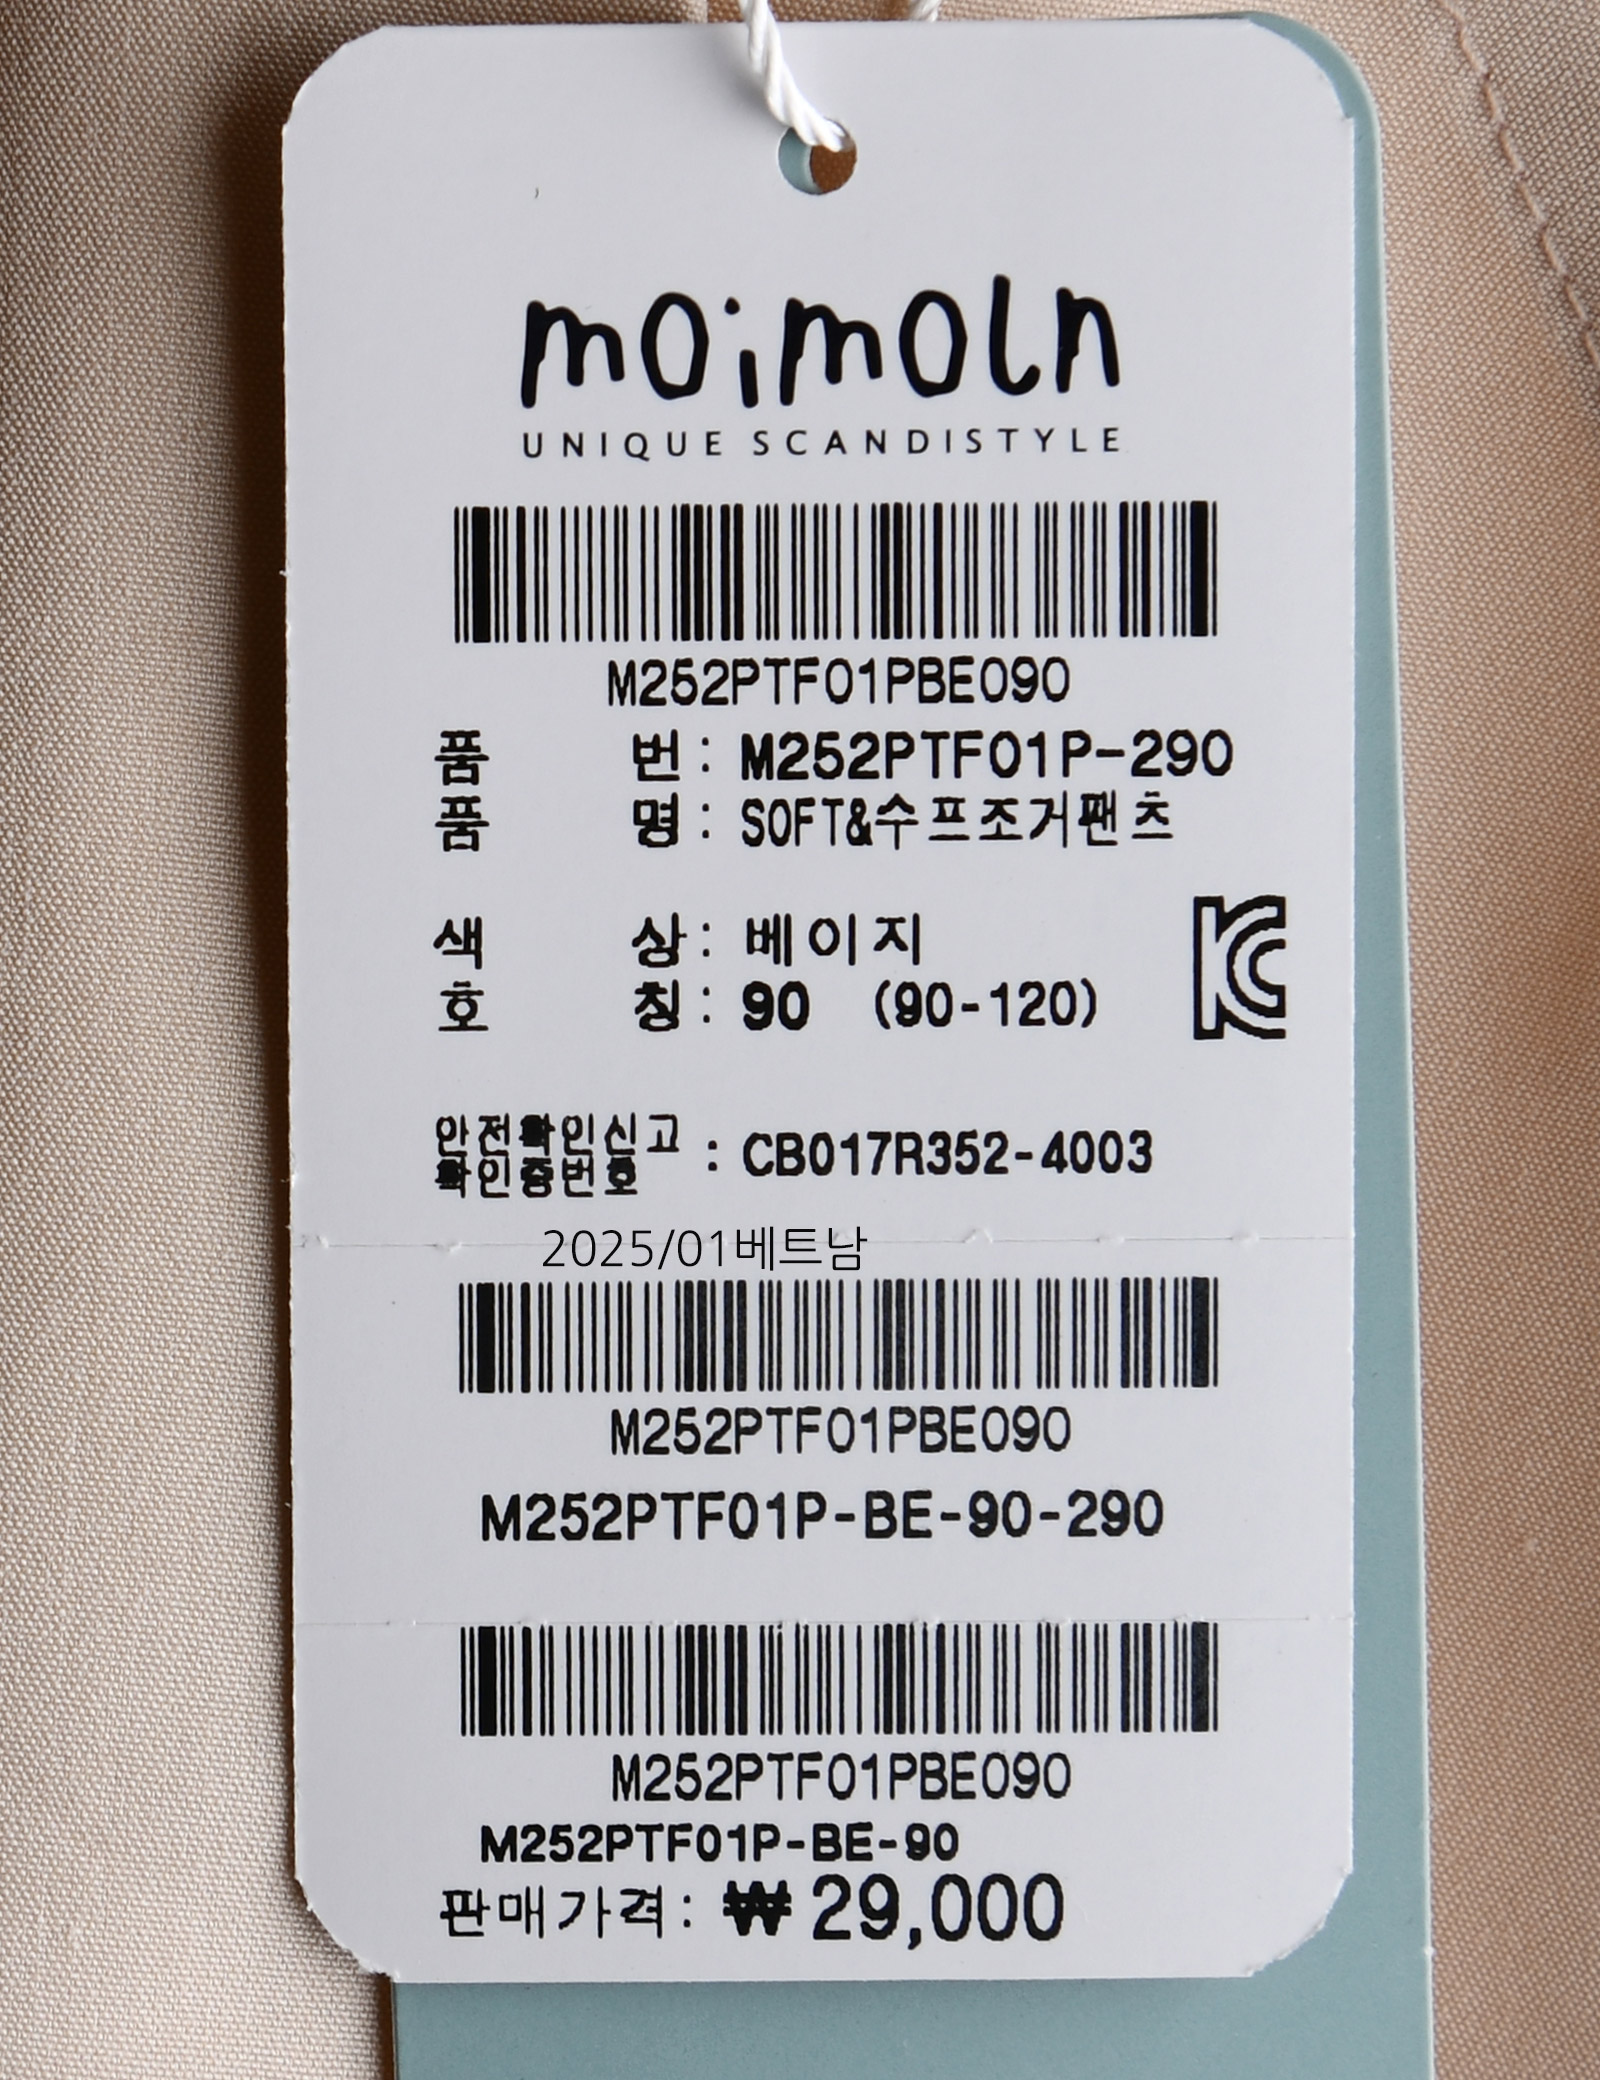 moimoln
UNIQUE SCANDISTYLE
M252PTF01PBE090
품 번 : M252PTF01P-290
품 명 : SOFT&수프조거팬츠
색 상 : 베이지
호 칭 : 90 (90-120)
KC
안전확인신고
확인증번호 : CB017R352-4003
2025/01베트남
M252PTF01PBE090
M252PTF01P-BE-90-290
M252PTF01PBE090
M252PTF01P-BE-90
판매가격: ₩29,000